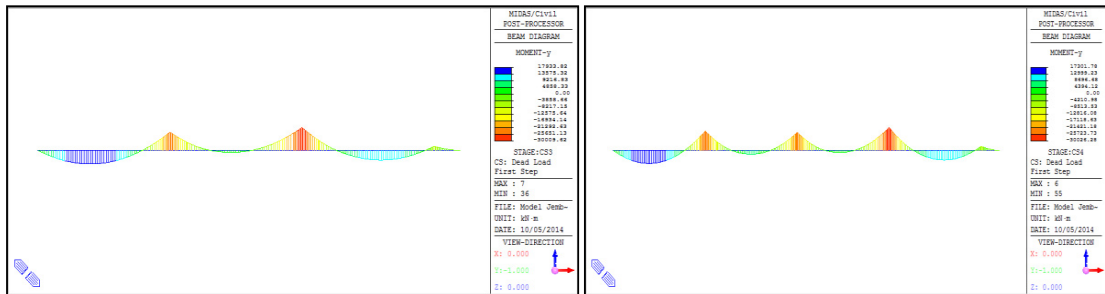 MIDAS/Civil
POST-PROCESSOR
BEAM DIAGRAM
MOMENT-y
17933.82
13575.32
9216.83
4858.33
0.00
-3858.66
-8217.13
-12575.64
-16934.14
-21292.63
-25651.13
-30009.62
STAGE:CS3
CS: Dead Load
First Step
MAX : 7
MIN : 36
FILE: Model Jemb~
UNIT: kN·m
DATE: 10/05/2014
VIEW-DIRECTION
X: 0.000
Y:-1.000
Z: 0.000
MIDAS/Civil
POST-PROCESSOR
BEAM DIAGRAM
MOMENT-y
17301.78
12999.23
8696.68
4394.12
0.00
-4210.98
-8513.53
-12816.08
-17118.63
-21421.18
-25723.73
-30026.28
STAGE:CS4
CS: Dead Load
First Step
MAX : 6
MIN : 55
FILE: Model Jemb~
UNIT: kN·m
DATE: 10/05/2014
VIEW-DIRECTION
X: 0.000
Y:-1.000
Z: 0.000